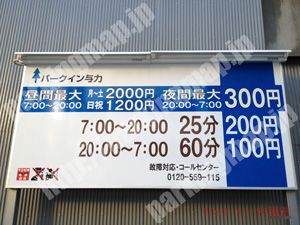 パークイン与力
昼間最大 月~土 2000円 夜間最大 300円
7:00~20:00 日祝 1200円 20:00~7:00
7:00~20:00 25分 200円
20:00~7:00 60分 100円
故障対応・コールセンター
0120-559-115